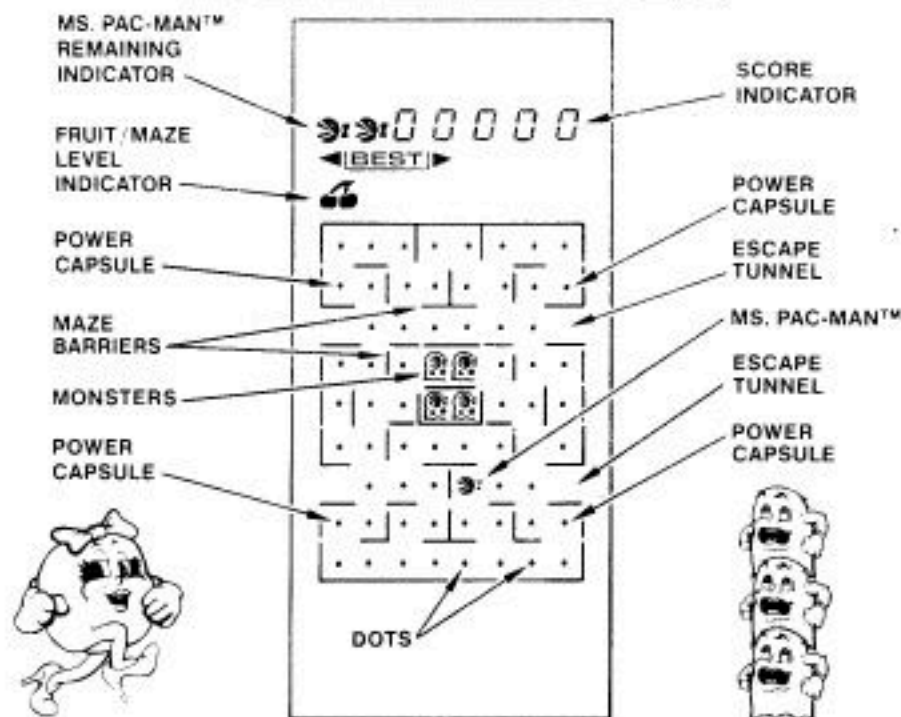 MS. PAC-MAN™
REMAINING
INDICATOR
SCORE
INDICATOR
00000
FRUIT/MAZE
LEVEL
INDICATOR
◀BEST▶
POWER
CAPSULE
POWER
CAPSULE
ESCAPE
TUNNEL
MAZE
BARRIERS
MS. PAC-MAN™
MONSTERS
ESCAPE
TUNNEL
POWER
CAPSULE
POWER
CAPSULE
DOTS